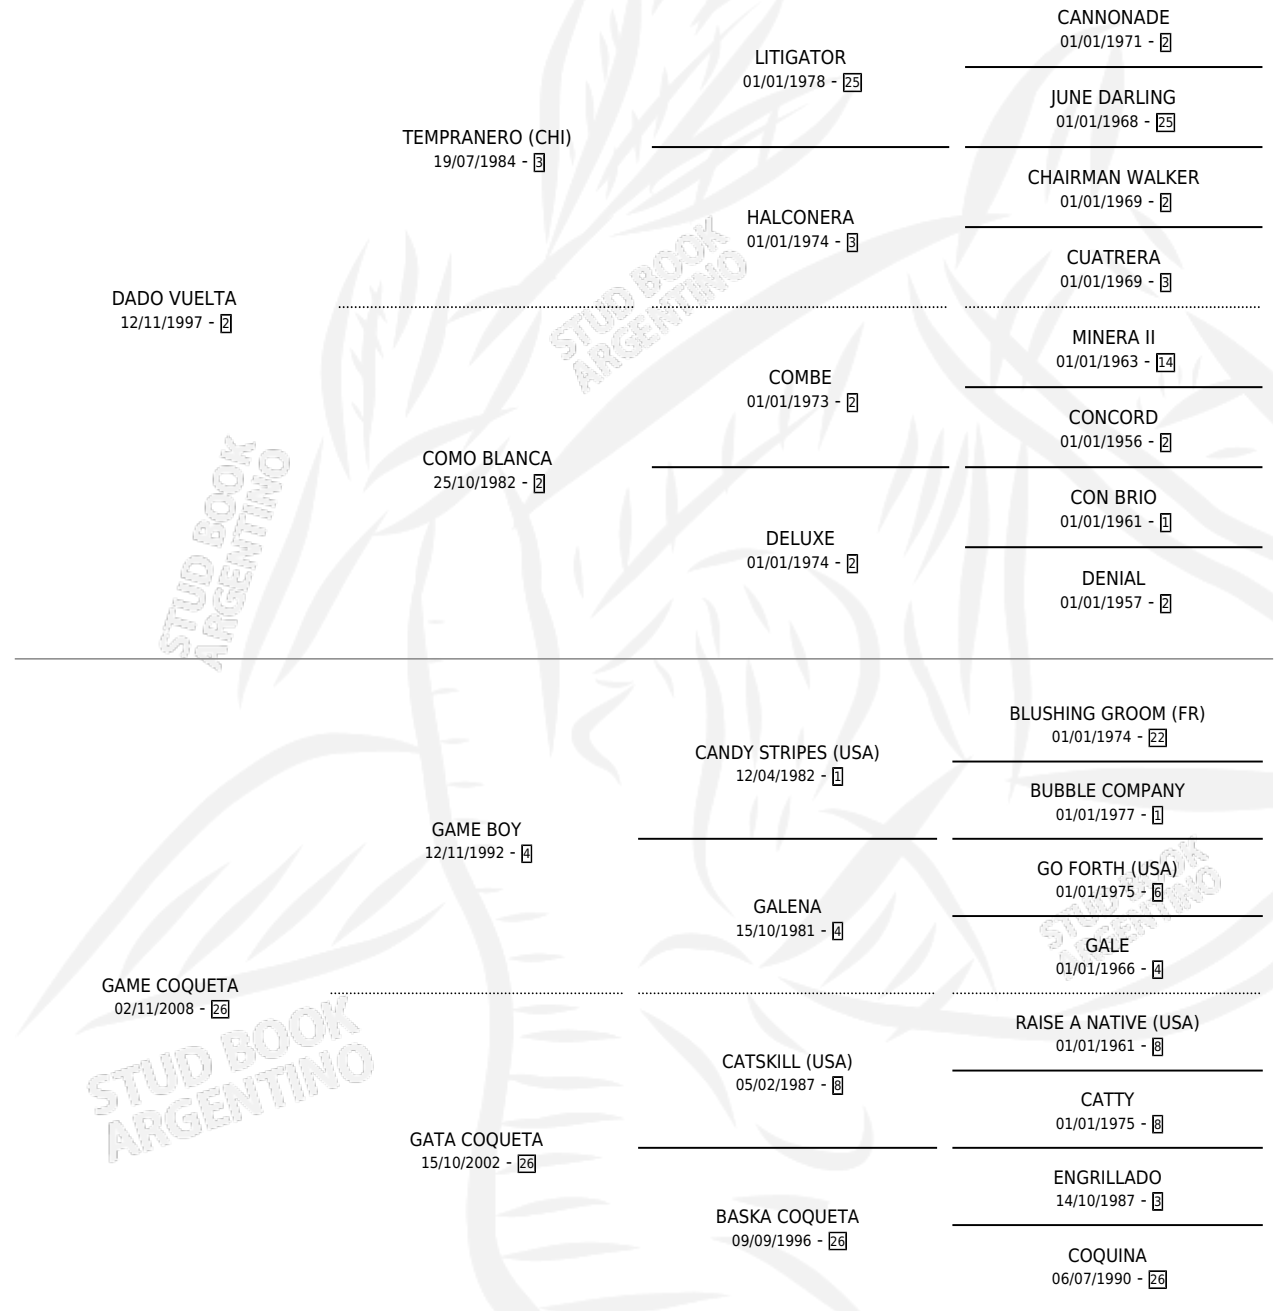 CANNONADE
01/01/1971 - 2
LITIGATOR
01/01/1978 - 25
JUNE DARLING
01/01/1968 - 25
TEMPRANERO (CHI)
19/07/1984 - 3
CHAIRMAN WALKER
01/01/1969 - 2
HALCONERA
01/01/1974 - 3
CUATRERA
01/01/1969 - 3
DADO VUELTA
12/11/1997 - 2
MINERA II
01/01/1963 - 14
COMBE
01/01/1973 - 2
CONCORD
01/01/1956 - 2
COMO BLANCA
25/10/1982 - 2
CON BRIO
01/01/1961 - 1
DELUXE
01/01/1974 - 2
DENIAL
01/01/1957 - 2
STUD BOOK
ARGENTINO
STUD BOOK
ARGENTINO
BLUSHING GROOM (FR)
01/01/1974 - 22
CANDY STRIPES (USA)
12/04/1982 - 1
BUBBLE COMPANY
01/01/1977 - 1
GAME BOY
12/11/1992 - 4
GO FORTH (USA)
01/01/1975 - 6
GALENA
15/10/1981 - 4
GALE
01/01/1966 - 4
STUD BOOK
ARGENTINO
GAME COQUETA
02/11/2008 - 26
RAISE A NATIVE (USA)
01/01/1961 - 8
CATSKILL (USA)
05/02/1987 - 8
CATTY
01/01/1975 - 8
STUD BOOK
ARGENTINO
GATA COQUETA
15/10/2002 - 26
ENGRILLADO
14/10/1987 - 3
BASKA COQUETA
09/09/1996 - 26
COQUINA
06/07/1990 - 26